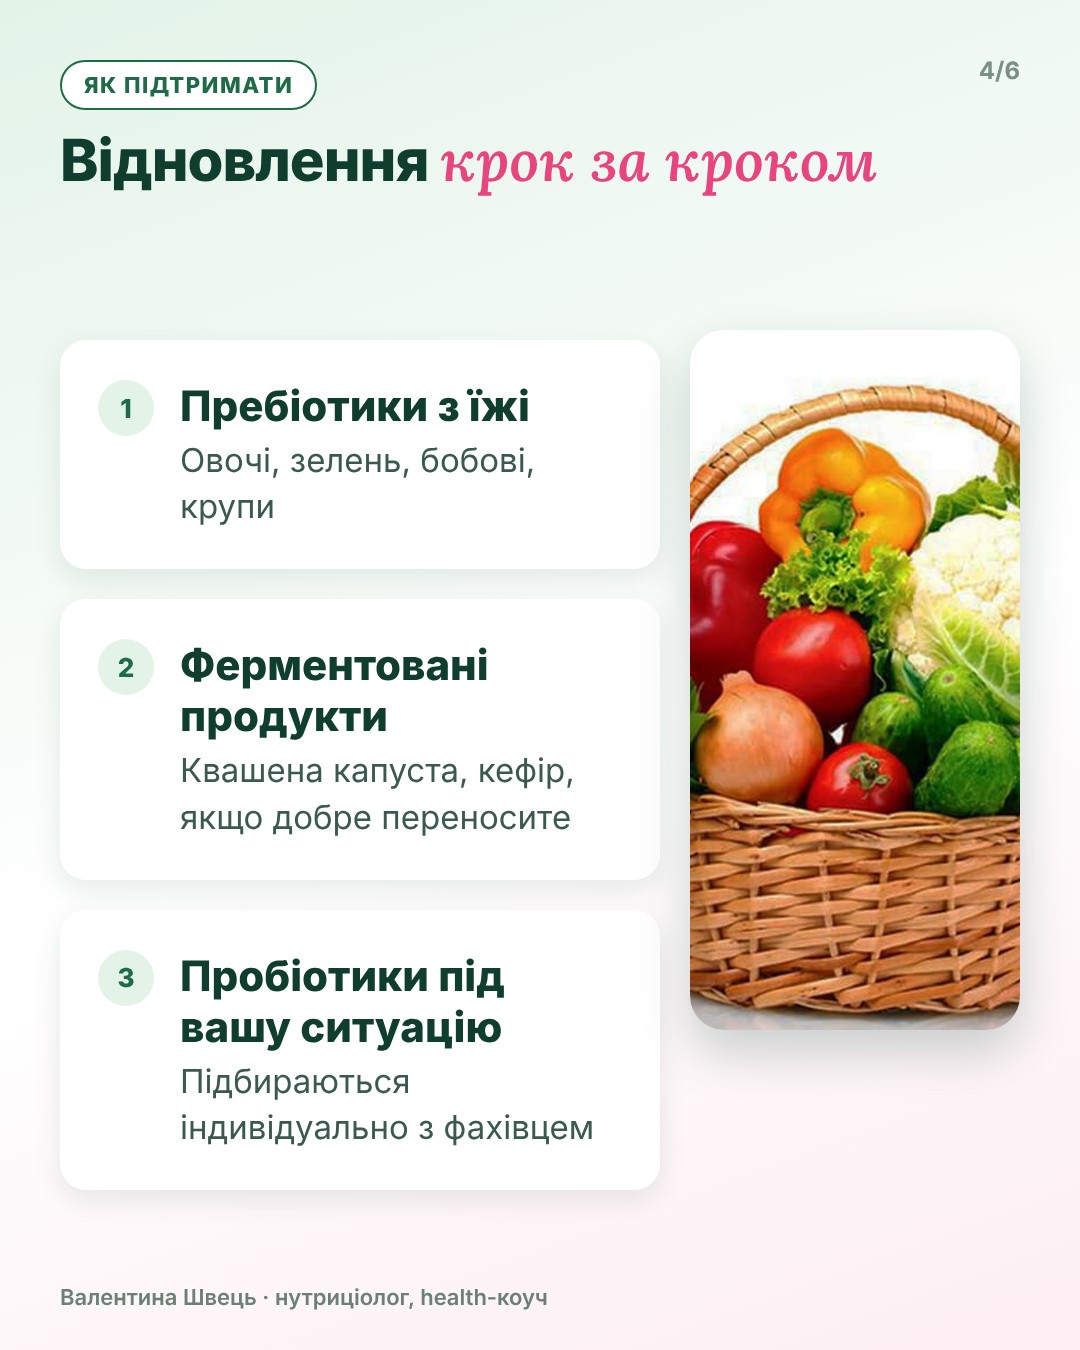 ЯК ПІДТРИМАТИ
4/6
Відновлення крок за кроком
1
Пребіотики з їжі
Овочі, зелень, бобові,
крупи
2
Ферментовані
продукти
Квашена капуста, кефір,
якщо добре переносите
3
Пробіотики під
вашу ситуацію
Підбираються
індивідуально з фахівцем
Валентина Швець · нутриціолог, health-коуч